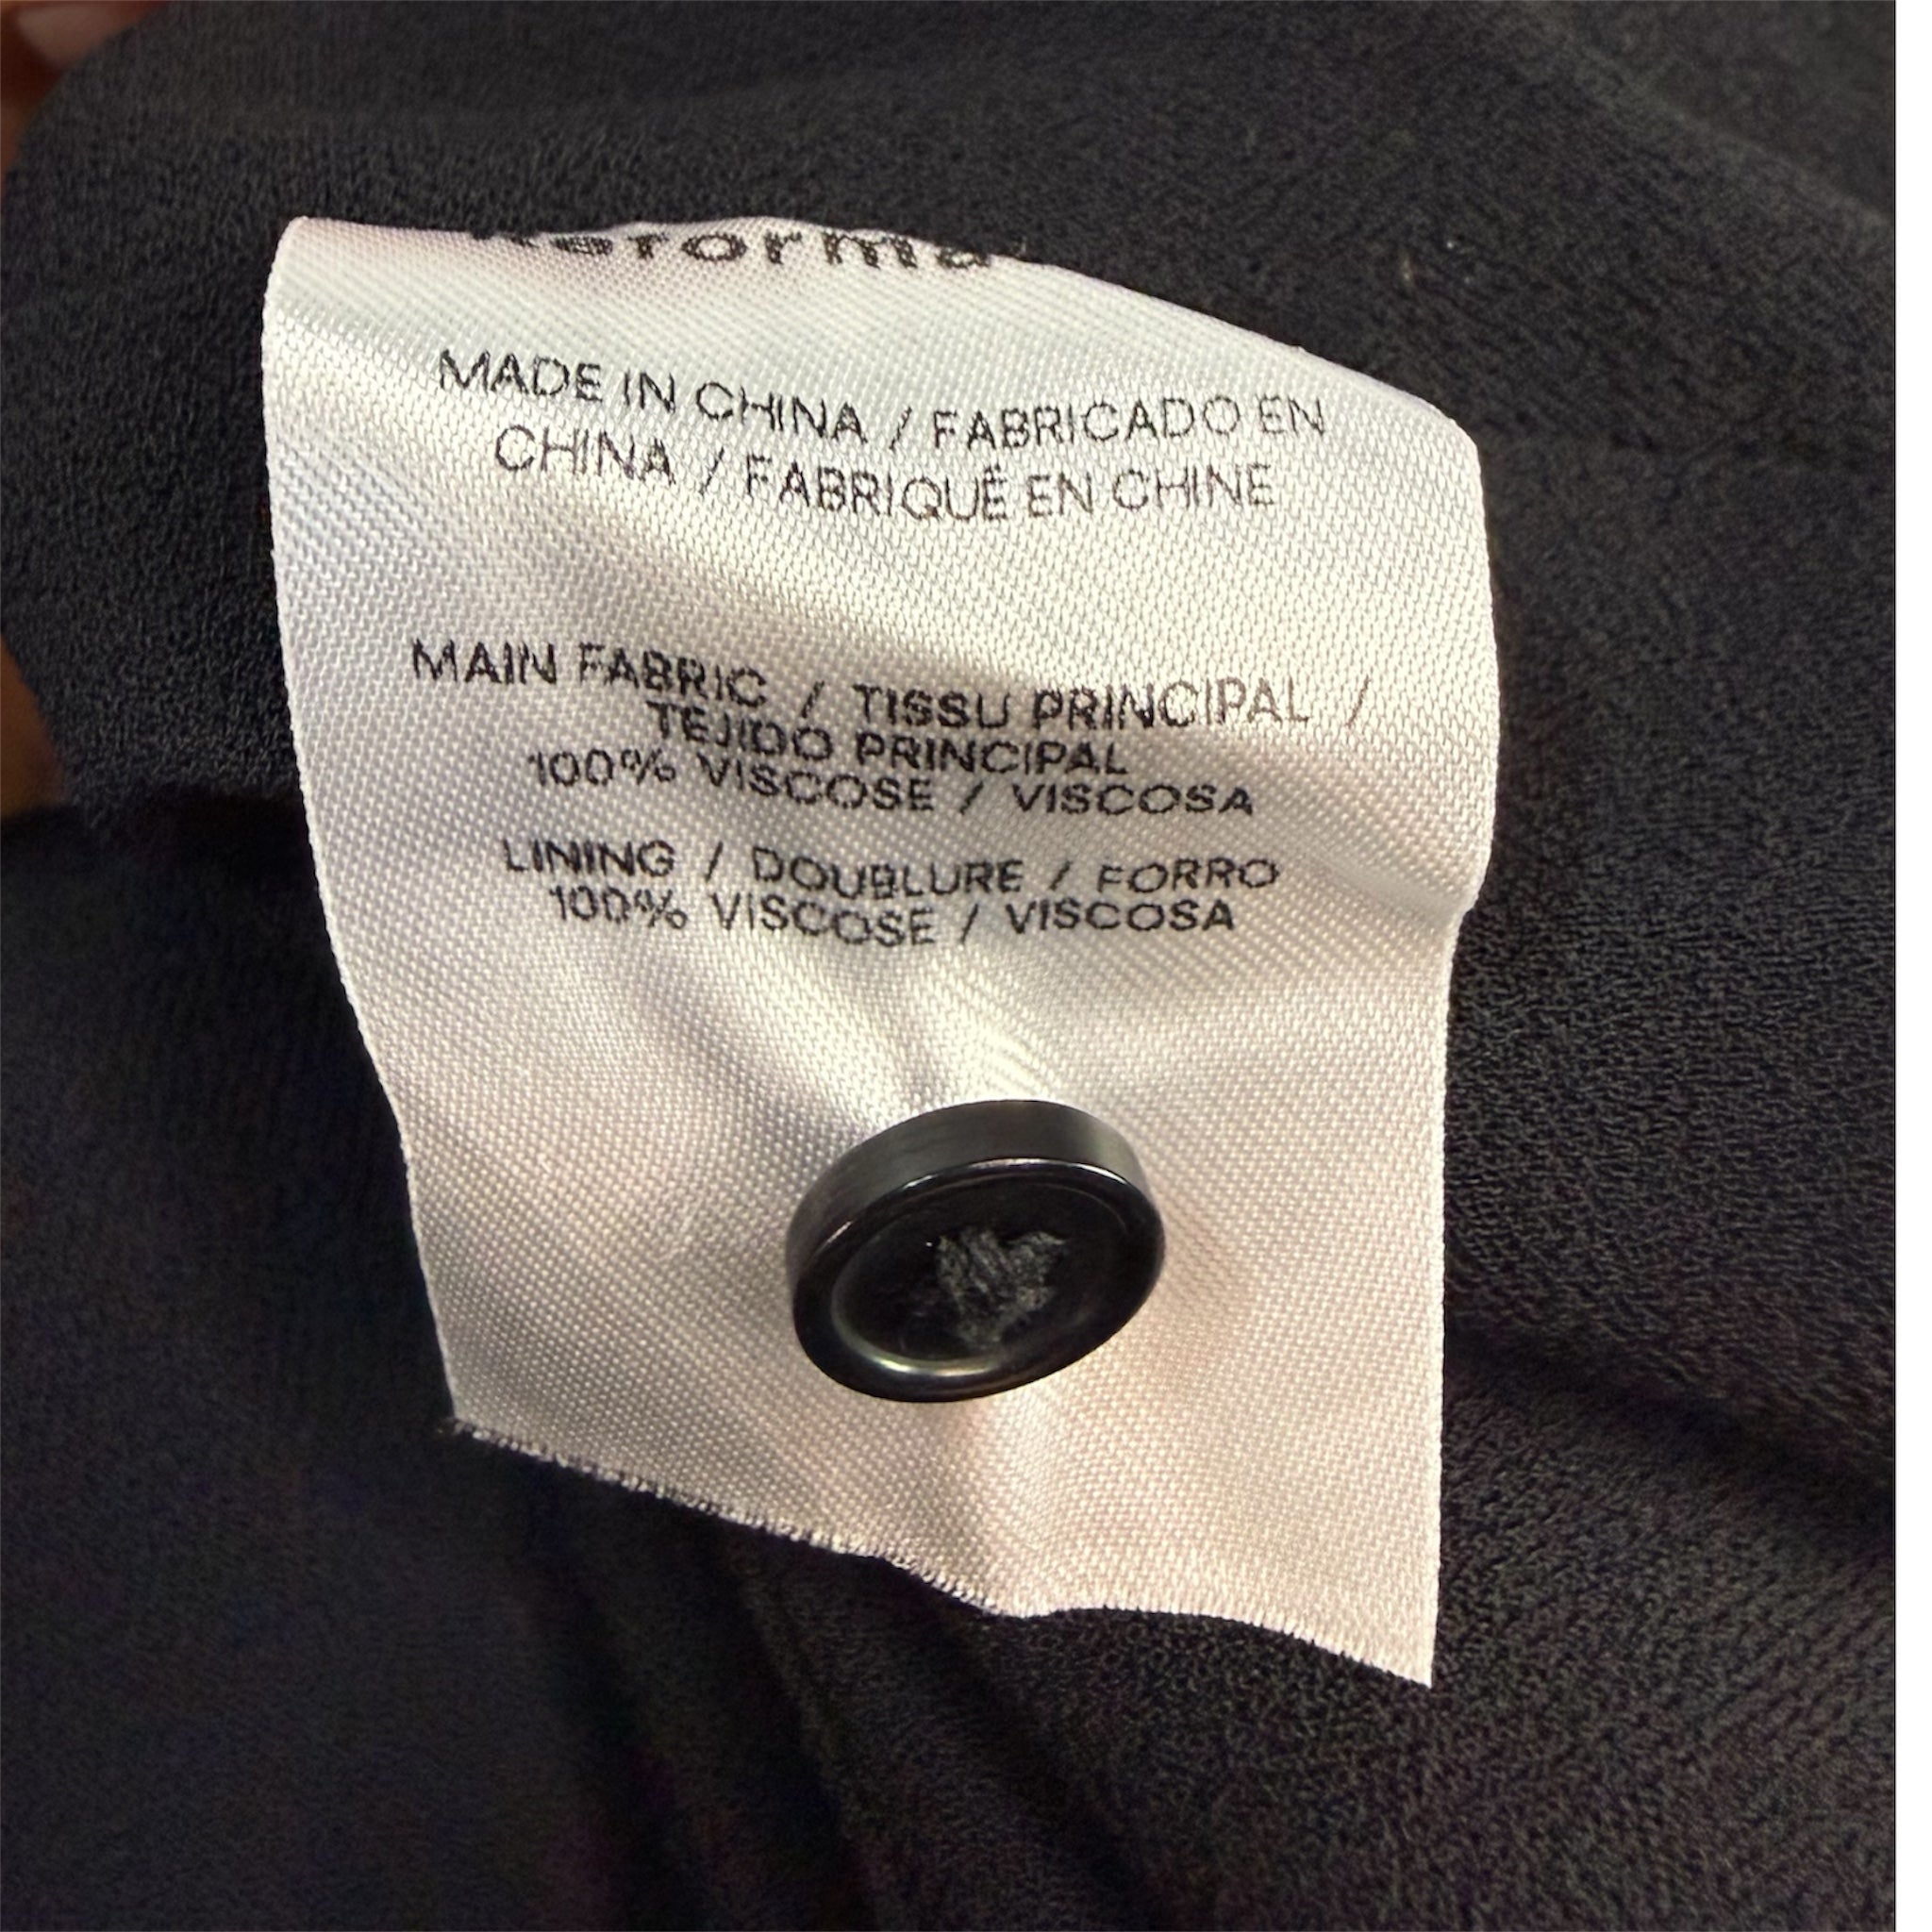 MADE IN CHINA / FABRICADO EN
CHINA / FABRIQUÉ EN CHINE
MAIN FABRIC / TISSU PRINCIPAL /
TEJIDO PRINCIPAL
100% VISCOSE / VISCOSA
LINING / DOUBLURE / FORRO
100% VISCOSE / VISCOSA